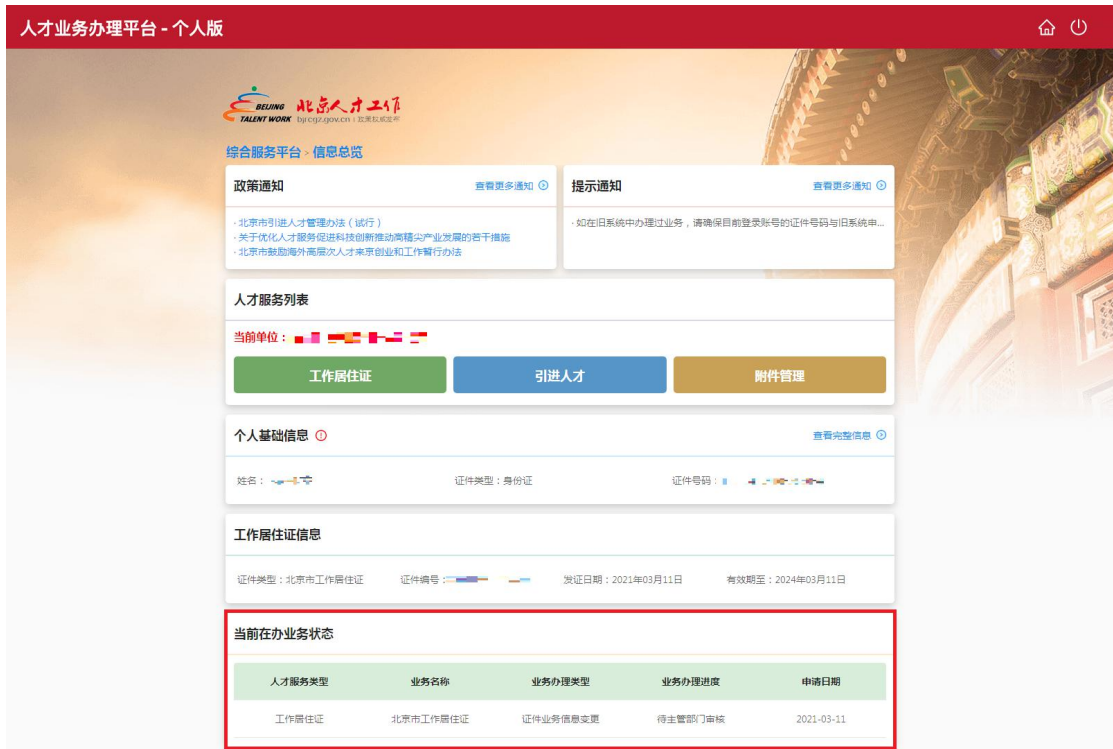 人才业务办理平台 - 个人版
BEIJING
TALENT WORK
北京人才工作
bjrcgz.gov.cn | 政策权威发布
综合服务平台 > 信息总览
政策通知 查看更多通知
· 北京市引进人才管理办法（试行）
· 关于优化人才服务促进科技创新推动高精尖产业发展的若干措施
· 北京市鼓励海外高层次人才来京创业和工作暂行办法
提示通知 查看更多通知
· 如在旧系统中办理过业务，请确保目前登录账号的证件号码与旧系统申...
人才服务列表
当前单位：
工作居住证 引进人才 附件管理
个人基础信息 查看完整信息
姓名： 证件类型：身份证 证件号码：
工作居住证信息
证件类型：北京市工作居住证 证件编号： 发证日期：2021年03月11日 有效期至：2024年03月11日
当前在办业务状态
人才服务类型 业务名称 业务办理类型 业务办理进度 申请日期
工作居住证 北京市工作居住证 证件业务信息变更 待主管部门审核 2021-03-11